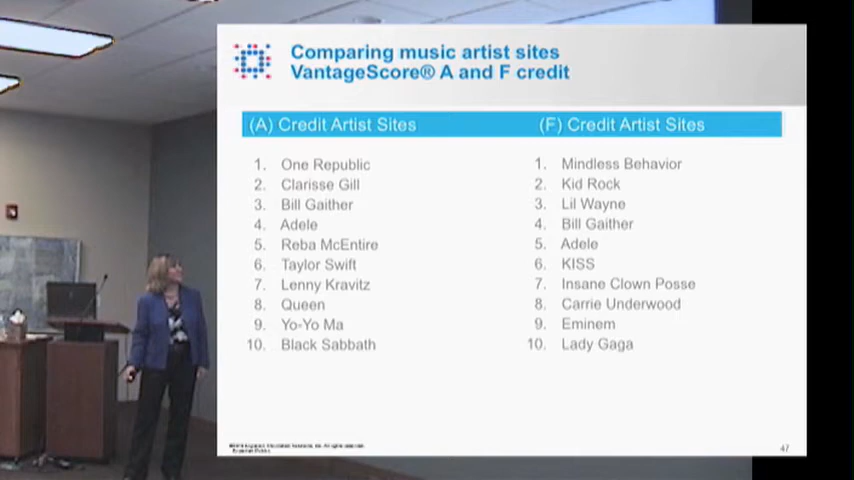 Comparing music artist sites
VantageScore® A and F credit
(A) Credit Artist Sites
(F) Credit Artist Sites
1. One Republic
2. Clarisse Gill
3. Bill Gaither
4. Adele
5. Reba McEntire
6. Taylor Swift
7. Lenny Kravitz
8. Queen
9. Yo-Yo Ma
10. Black Sabbath
1. Mindless Behavior
2. Kid Rock
3. Lil Wayne
4. Bill Gaither
5. Adele
6. KISS
7. Insane Clown Posse
8. Carrie Underwood
9. Eminem
10. Lady Gaga
47